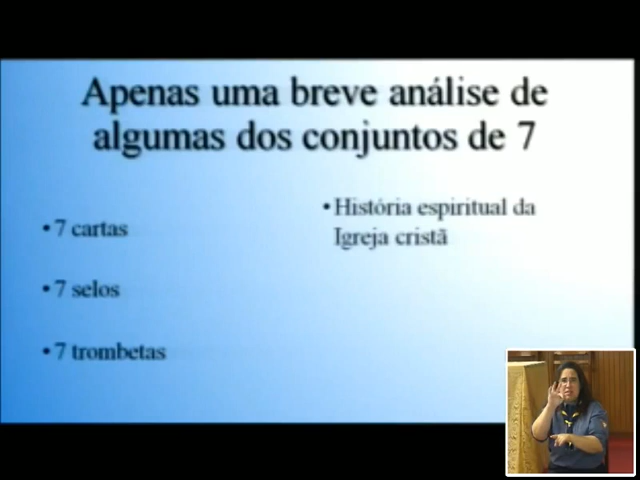 Apenas uma breve análise de
algumas dos conjuntos de 7
• 7 cartas
• 7 selos
• 7 trombetas
• História espiritual da
Igreja cristã